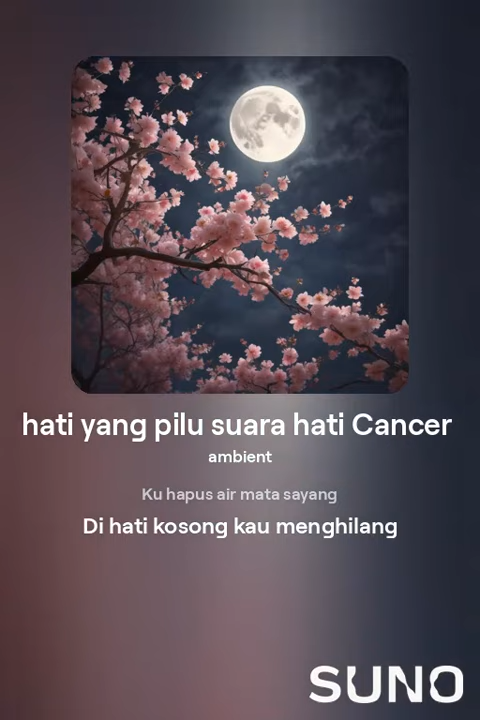 hati yang pilu suara hati Cancer
ambient
Ku hapus air mata sayang
Di hati kosong kau menghilang
SUNO